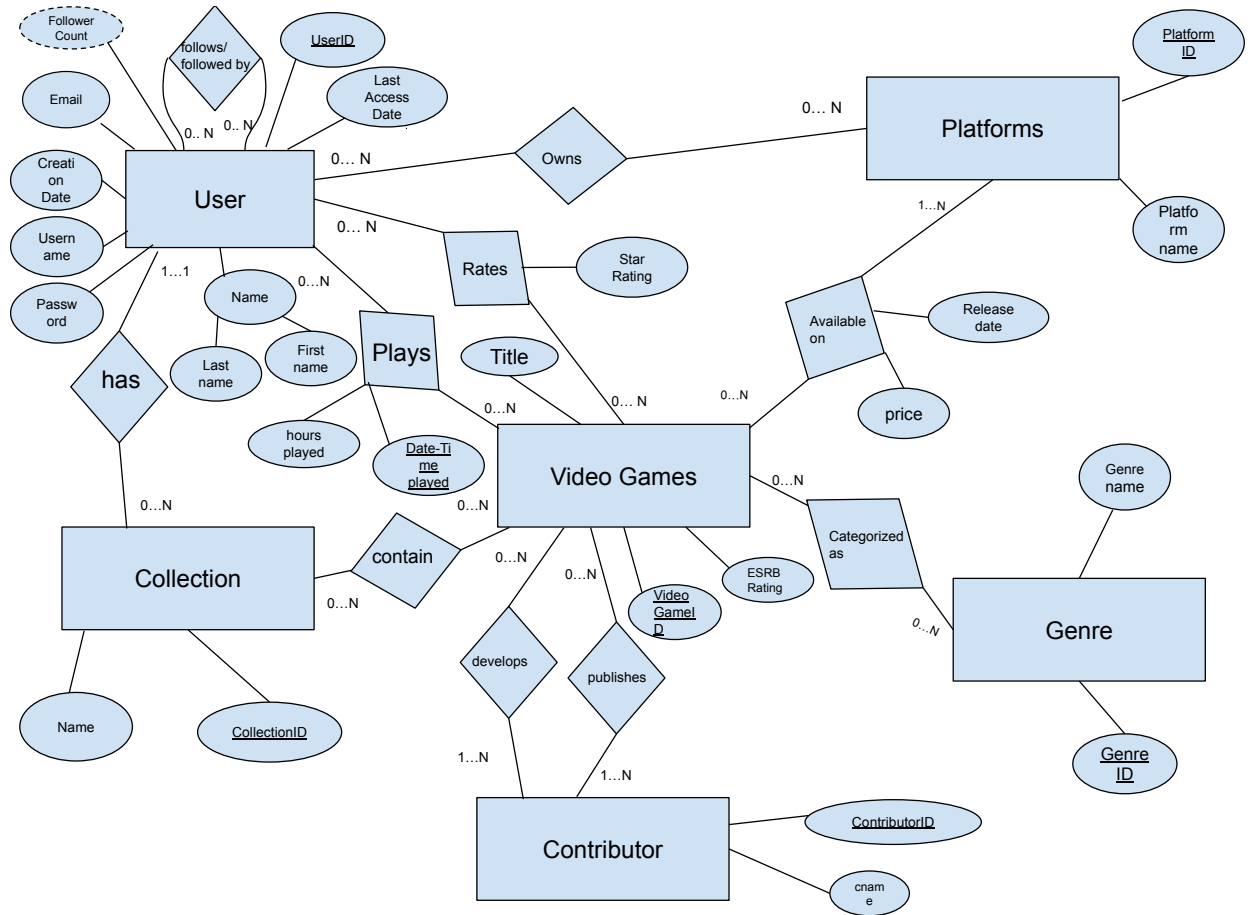 Follower
Count
follows/
followed by
UserID
Platform
ID
Email
Last
Access
Date
0.. N
0.. N
0... N
Platforms
0... N
Owns
Creati
on
Date
User
1...N
Usern
ame
0... N
Platfo
rm
name
Rates
Star
Rating
1...1
Name
0...N
Passw
ord
Available
on
Release
date
has
Last
name
First
name
Plays
Title
0...N
0... N
0...N
price
hours
played
Date-Ti
me
played
Video Games
0...N
Genre
name
0...N
0...N
contain
Categorized
as
Collection
0...N
0...N
0...N
ESRB
Rating
Video
GameI
D
0...N
Genre
develops
publishes
Name
CollectionID
Genre
ID
1...N
1...N
ContributorID
Contributor
cnam
e